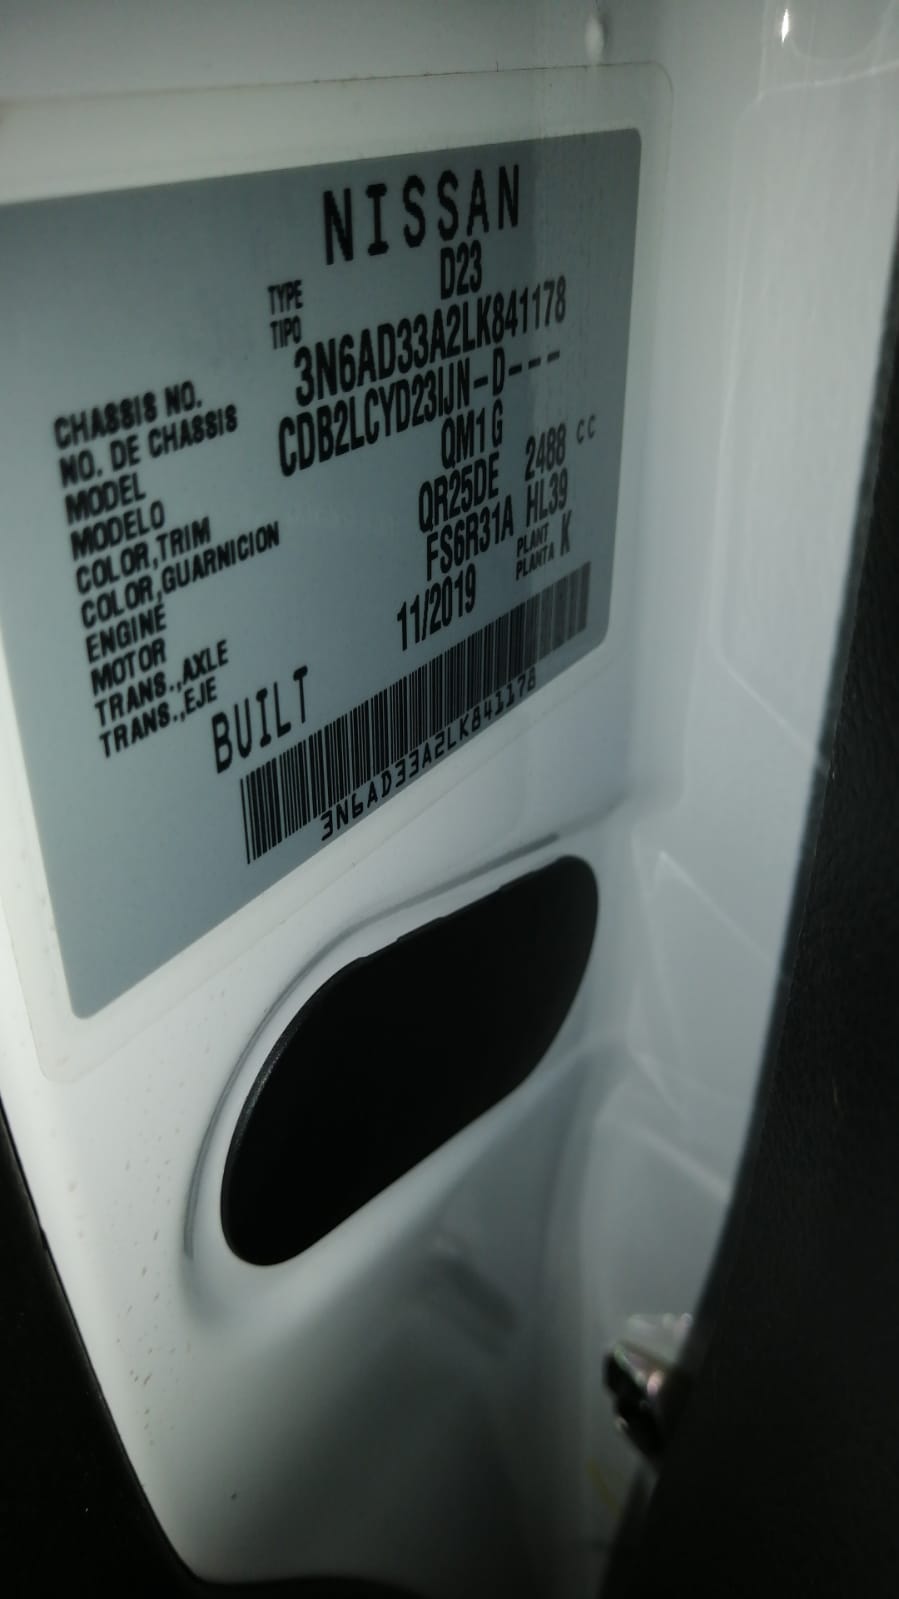 NISSAN
TYPE
TIPO D23
CHASSIS NO.
NO. DE CHASSIS 3N6AD33A2LK841178
MODEL
MODELO CDB2LCYD23IJN-D---
COLOR,TRIM
COLOR,GUARNICION QM1 G
ENGINE
MOTOR QR25DE 2488 CC
TRANS.,AXLE
TRANS.,EJE FS6R31A HL39
PLANT
PLANTA K
BUILT 11/2019
3N6AD33A2LK841178